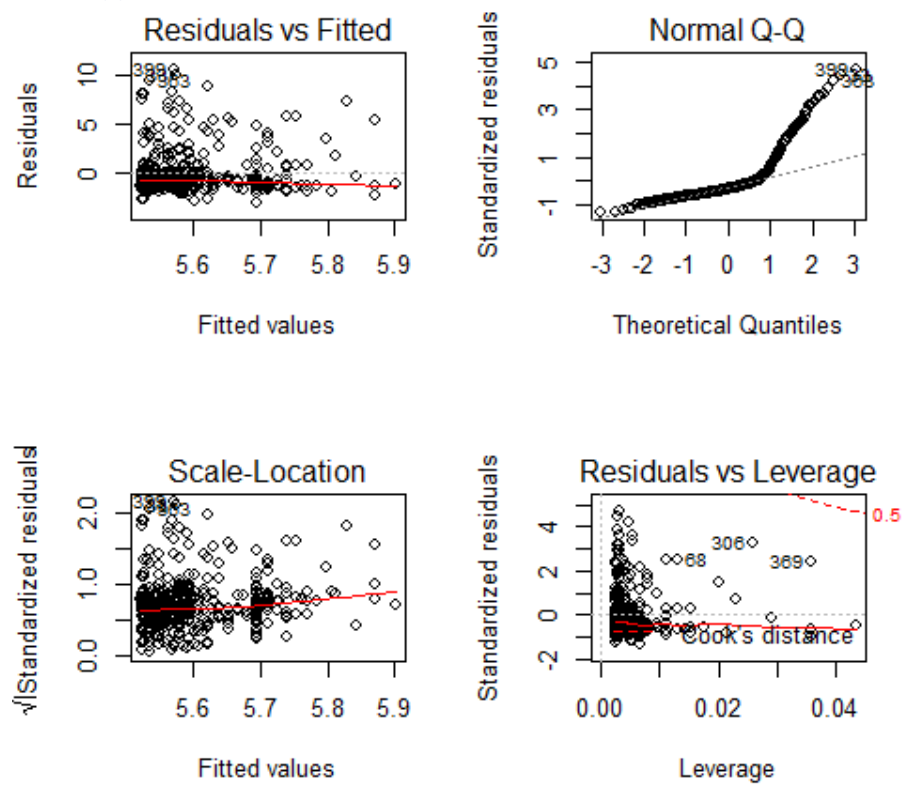 Residuals vs Fitted
Residuals
10
5
0
399
363
5.6 5.7 5.8 5.9
Fitted values
Normal Q-Q
Standardized residuals
5
3
1
-1
399
-3 -2 -1 0 1 2 3
Theoretical Quantiles
Scale-Location
√|Standardized residuals|
2.0
1.0
0.0
399
5.6 5.7 5.8 5.9
Fitted values
Residuals vs Leverage
Standardized residuals
4
2
0
-2
0.5
306
68
369
Cook's distance
0.00 0.02 0.04
Leverage